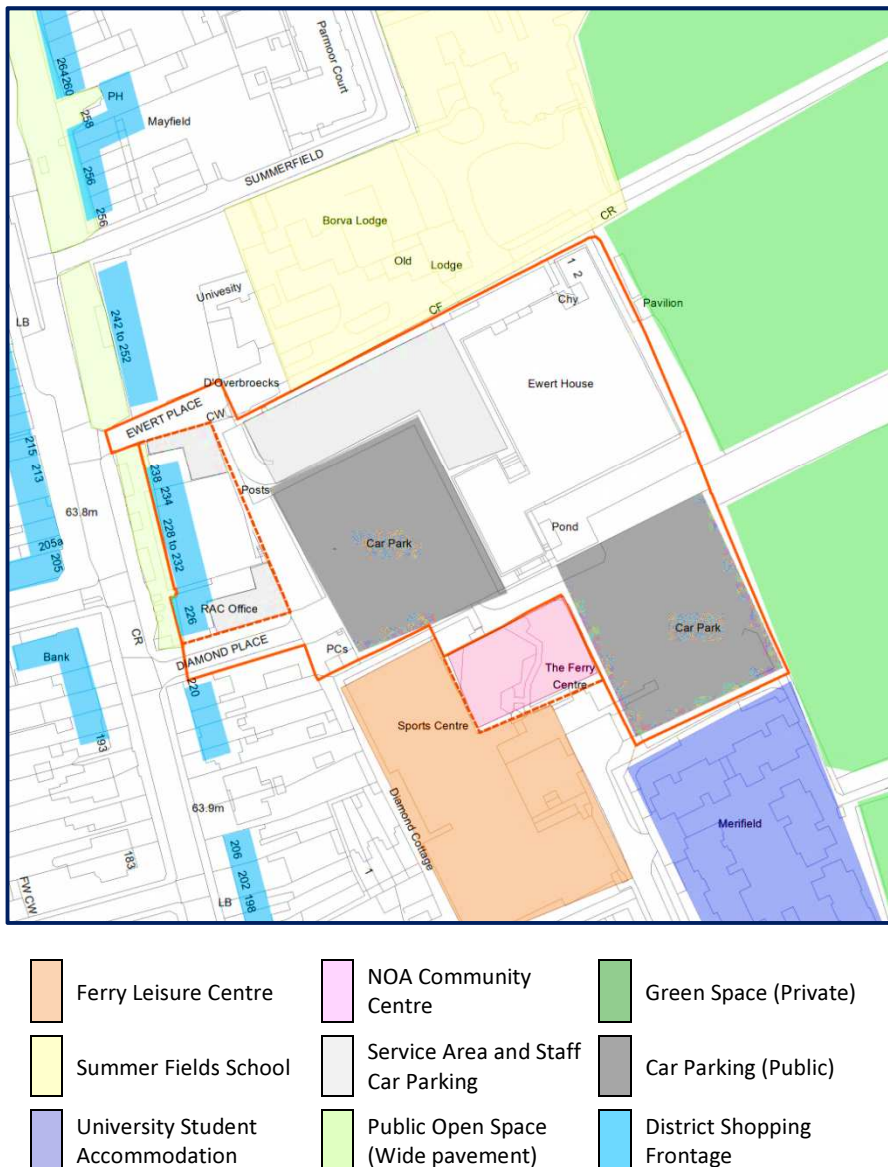 264 260
PH
258
Mayfield
256
256
Parmoor Court
SUMMERFIELD
Borva Lodge
Old
Lodge
CR
CF
1
2
Chy
Pavilion
LB
Univesity
242 to 252
D'Overbroecks
Ewert House
EWERT PLACE
CW
215
213
238
234
Posts
63.8m
228 to 232
205a
205
Car Park
Pond
RAC Office
226
Car Park
CR
Bank
DIAMOND PLACE
PCs
The Ferry
Centre
220
Sports Centre
193
63.9m
Diamond Cottage
Merifield
183
206
202
198
1
LB
FW CW
Ferry Leisure Centre
NOA Community
Centre
Green Space (Private)
Summer Fields School
Service Area and Staff
Car Parking
Car Parking (Public)
University Student
Accommodation
Public Open Space
(Wide pavement)
District Shopping
Frontage